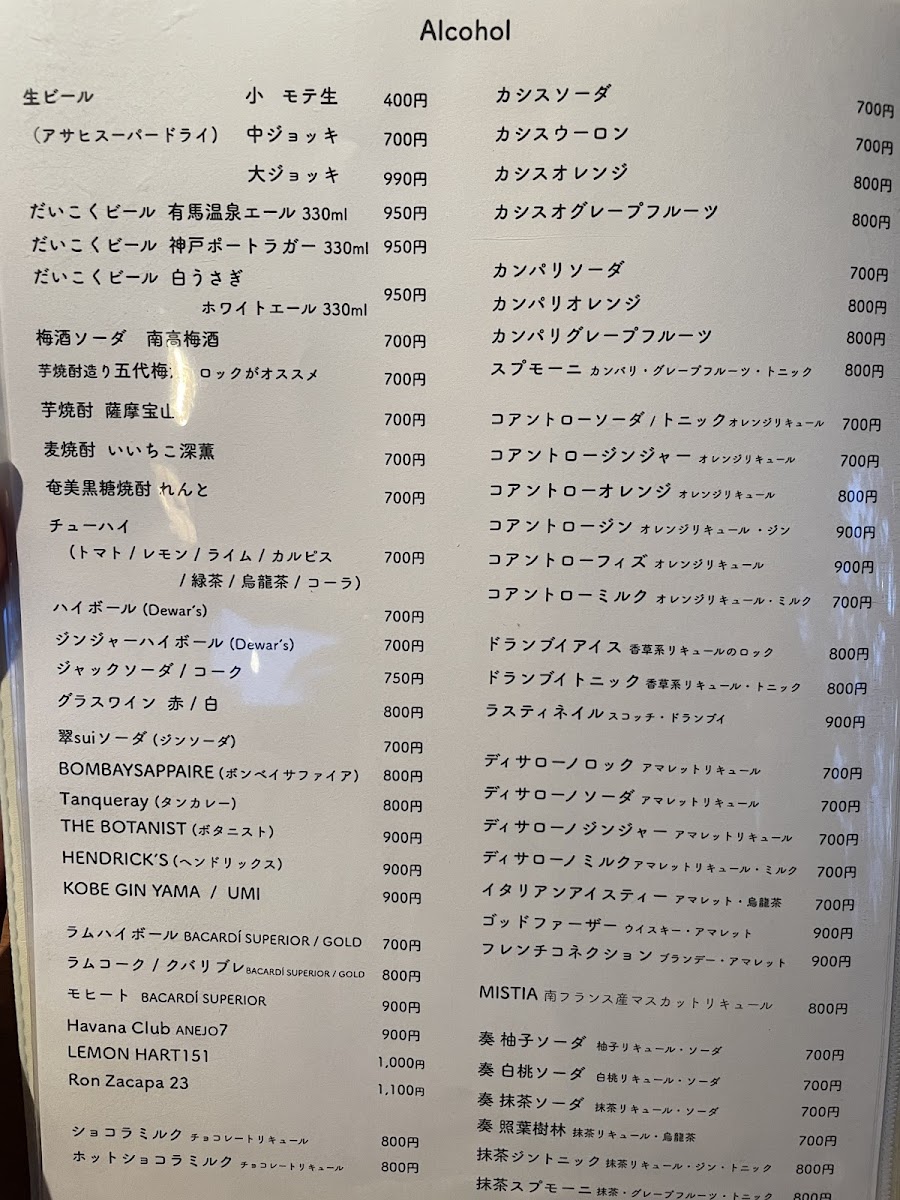 Alcohol
生ビール 小 モテ生 400円
（アサヒスーパードライ） 中ジョッキ 700円
大ジョッキ 990円
だいこくビール 有馬温泉エール 330ml 950円
だいこくビール 神戸ポートラガー 330ml 950円
だいこくビール 白うさぎ
ホワイトエール 330ml 950円
梅酒ソーダ 南高梅酒 700円
芋焼酎造り五代梅 ロックがオススメ 700円
芋焼酎 薩摩宝山 700円
麦焼酎 いいちこ深薫 700円
奄美黒糖焼酎 れんと 700円
チューハイ
（トマト / レモン / ライム / カルピス 700円
/ 緑茶 / 烏龍茶 / コーラ）
ハイボール (Dewar's) 700円
ジンジャーハイボール (Dewar's) 700円
ジャックソーダ / コーク 750円
グラスワイン 赤 / 白 800円
翠suiソーダ (ジンソーダ) 700円
BOMBAYSAPPAIRE (ボンベイサファイア) 800円
Tanqueray (タンカレー) 800円
THE BOTANIST (ボタニスト) 900円
HENDRICK'S (ヘンドリックス) 900円
KOBE GIN YAMA / UMI 900円
ラムハイボール BACARDÍ SUPERIOR / GOLD 700円
ラムコーク / クバリブレ BACARDÍ SUPERIOR / GOLD 800円
モヒート BACARDÍ SUPERIOR 900円
Havana Club ANEJO7 900円
LEMON HART151 1,000円
Ron Zacapa 23 1,100円
ショコラミルク チョコレートリキュール 800円
ホットショコラミルク チョコレートリキュール 800円
カシスソーダ 700円
カシスウーロン 700円
カシスオレンジ 800円
カシスオグレープフルーツ 800円
カンパリソーダ 700円
カンパリオレンジ 800円
カンパリグレープフルーツ 800円
スプモーニ カンパリ・グレープフルーツ・トニック 800円
コアントローソーダ / トニック オレンジリキュール 700円
コアントロージンジャー オレンジリキュール 700円
コアントローオレンジ オレンジリキュール 800円
コアントロージン オレンジリキュール・ジン 900円
コアントローフィズ オレンジリキュール 900円
コアントローミルク オレンジリキュール・ミルク 700円
ドランブイアイス 香草系リキュールのロック 800円
ドランブイトニック 香草系リキュール・トニック 800円
ラスティネイル スコッチ・ドランブイ 900円
ディサローノロック アマレットリキュール 700円
ディサローノソーダ アマレットリキュール 700円
ディサローノジンジャー アマレットリキュール 700円
ディサローノミルク アマレットリキュール・ミルク 700円
イタリアンアイスティー アマレット・烏龍茶 700円
ゴッドファーザー ウイスキー・アマレット 900円
フレンチコネクション ブランデー・アマレット 900円
MISTIA 南フランス産マスカットリキュール 800円
奏 柚子ソーダ 柚子リキュール・ソーダ 700円
奏 白桃ソーダ 白桃リキュール・ソーダ 700円
奏 抹茶ソーダ 抹茶リキュール・ソーダ 700円
奏 照葉樹林 抹茶リキュール・烏龍茶 700円
抹茶ジントニック 抹茶リキュール・ジン・トニック 800円
抹茶スプモーニ 抹茶・グレープフルーツ・トニック 800円